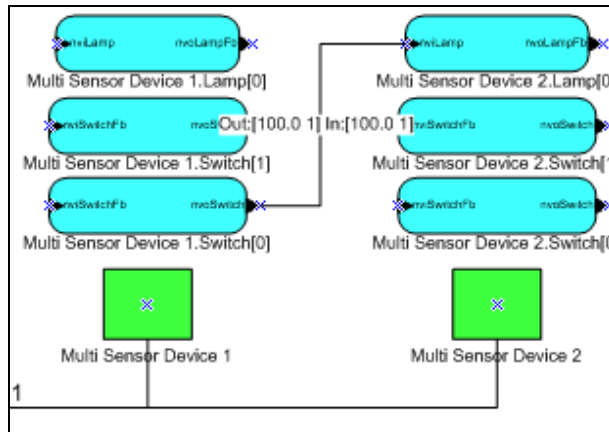 nviLamp nvoLampFb nviLamp nvoLampFb
Multi Sensor Device 1.Lamp[0] Multi Sensor Device 2.Lamp[0
nviSwitchFb Out:[100.0 1] In:[100.0 1] nviSwitchFb nvoSwitch
Multi Sensor Device 1.Switch[1] Multi Sensor Device 2.Switch[1
nviSwitchFb nvoSwitch nviSwitchFb nvoSwitch
Multi Sensor Device 1.Switch[0] Multi Sensor Device 2.Switch[0
Multi Sensor Device 1 Multi Sensor Device 2
1